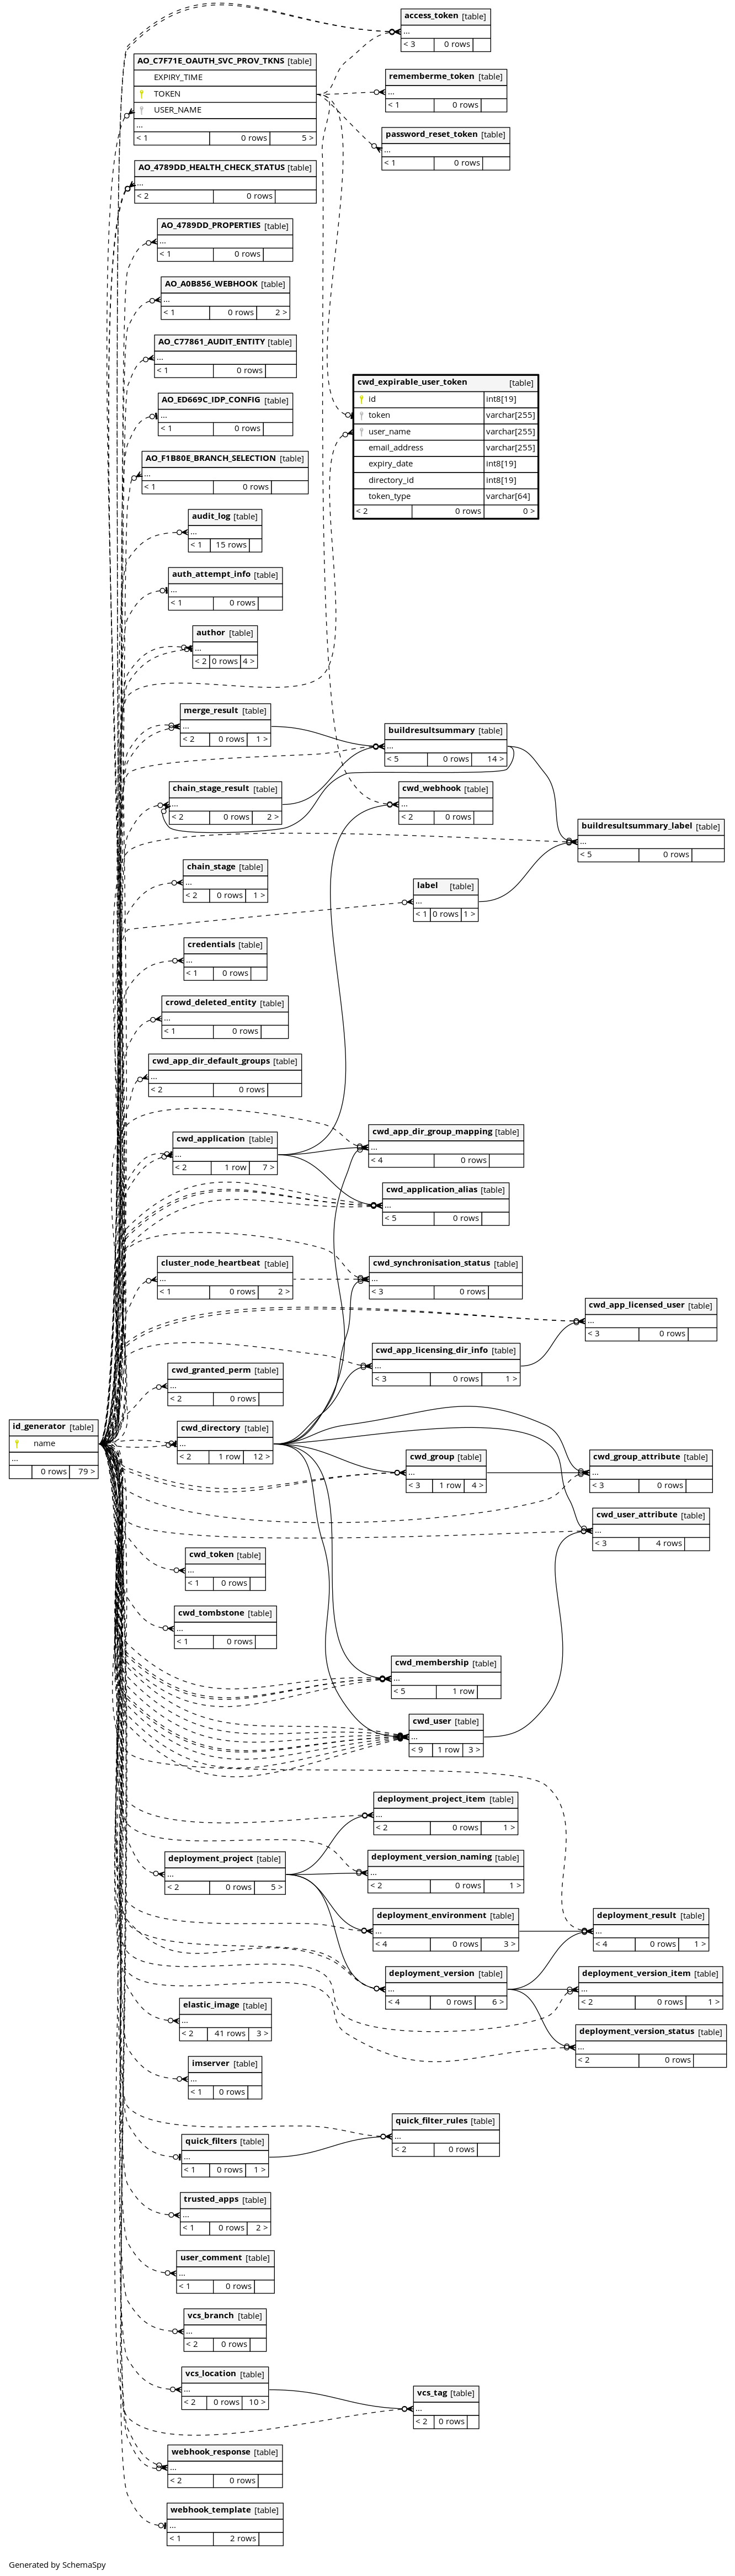 access_token [table]
...
< 3 0 rows
AO_C7F71E_OAUTH_SVC_PROV_TKNS [table]
EXPIRY_TIME
TOKEN
USER_NAME
...
< 1 0 rows 5 >
rememberme_token [table]
...
< 1 0 rows
password_reset_token [table]
...
< 1 0 rows
AO_4789DD_HEALTH_CHECK_STATUS [table]
...
< 2 0 rows
AO_4789DD_PROPERTIES [table]
...
< 1 0 rows
AO_A0B856_WEBHOOK [table]
...
< 1 0 rows 2 >
AO_C77861_AUDIT_ENTITY [table]
...
< 1 0 rows
cwd_expirable_user_token [table]
id int8[19]
token varchar[255]
user_name varchar[255]
email_address varchar[255]
expiry_date int8[19]
directory_id int8[19]
token_type varchar[64]
< 2 0 rows 0 >
AO_ED669C_IDP_CONFIG [table]
...
< 1 0 rows
AO_F1B80E_BRANCH_SELECTION [table]
...
< 1 0 rows
audit_log [table]
...
< 1 15 rows
auth_attempt_info [table]
...
< 1 0 rows
author [table]
...
< 2 0 rows 4 >
merge_result [table]
...
< 2 0 rows 1 >
buildresultsummary [table]
...
< 5 0 rows 14 >
chain_stage_result [table]
...
< 2 0 rows 2 >
cwd_webhook [table]
...
< 2 0 rows
buildresultsummary_label [table]
...
< 5 0 rows
chain_stage [table]
...
< 2 0 rows 1 >
label [table]
...
< 1 0 rows 1 >
credentials [table]
...
< 1 0 rows
crowd_deleted_entity [table]
...
< 1 0 rows
cwd_app_dir_default_groups [table]
...
< 2 0 rows
cwd_application [table]
...
< 2 1 row 7 >
cwd_app_dir_group_mapping [table]
...
< 4 0 rows
cwd_application_alias [table]
...
< 5 0 rows
cluster_node_heartbeat [table]
...
< 1 0 rows 2 >
cwd_synchronisation_status [table]
...
< 3 0 rows
cwd_app_licensed_user [table]
...
< 3 0 rows
cwd_app_licensing_dir_info [table]
...
< 3 0 rows 1 >
cwd_granted_perm [table]
...
< 2 0 rows
id_generator [table]
name
...
0 rows 79 >
cwd_directory [table]
...
< 2 1 row 12 >
cwd_group [table]
...
< 3 1 row 4 >
cwd_group_attribute [table]
...
< 3 0 rows
cwd_user_attribute [table]
...
< 3 4 rows
cwd_token [table]
...
< 1 0 rows
cwd_tombstone [table]
...
< 1 0 rows
cwd_membership [table]
...
< 5 1 row
cwd_user [table]
...
< 9 1 row 3 >
deployment_project_item [table]
...
< 2 0 rows 1 >
deployment_project [table]
...
< 2 0 rows 5 >
deployment_version_naming [table]
...
< 2 0 rows 1 >
deployment_environment [table]
...
< 4 0 rows 3 >
deployment_result [table]
...
< 4 0 rows 1 >
deployment_version [table]
...
< 4 0 rows 6 >
deployment_version_item [table]
...
< 2 0 rows 1 >
elastic_image [table]
...
< 2 41 rows 3 >
deployment_version_status [table]
...
< 2 0 rows
imserver [table]
...
< 1 0 rows
quick_filter_rules [table]
...
< 2 0 rows
quick_filters [table]
...
< 1 0 rows 1 >
trusted_apps [table]
...
< 1 0 rows 2 >
user_comment [table]
...
< 1 0 rows
vcs_branch [table]
...
< 2 0 rows
vcs_location [table]
...
< 2 0 rows 10 >
vcs_tag [table]
...
< 2 0 rows
webhook_response [table]
...
< 2 0 rows
webhook_template [table]
...
< 1 2 rows
Generated by SchemaSpy